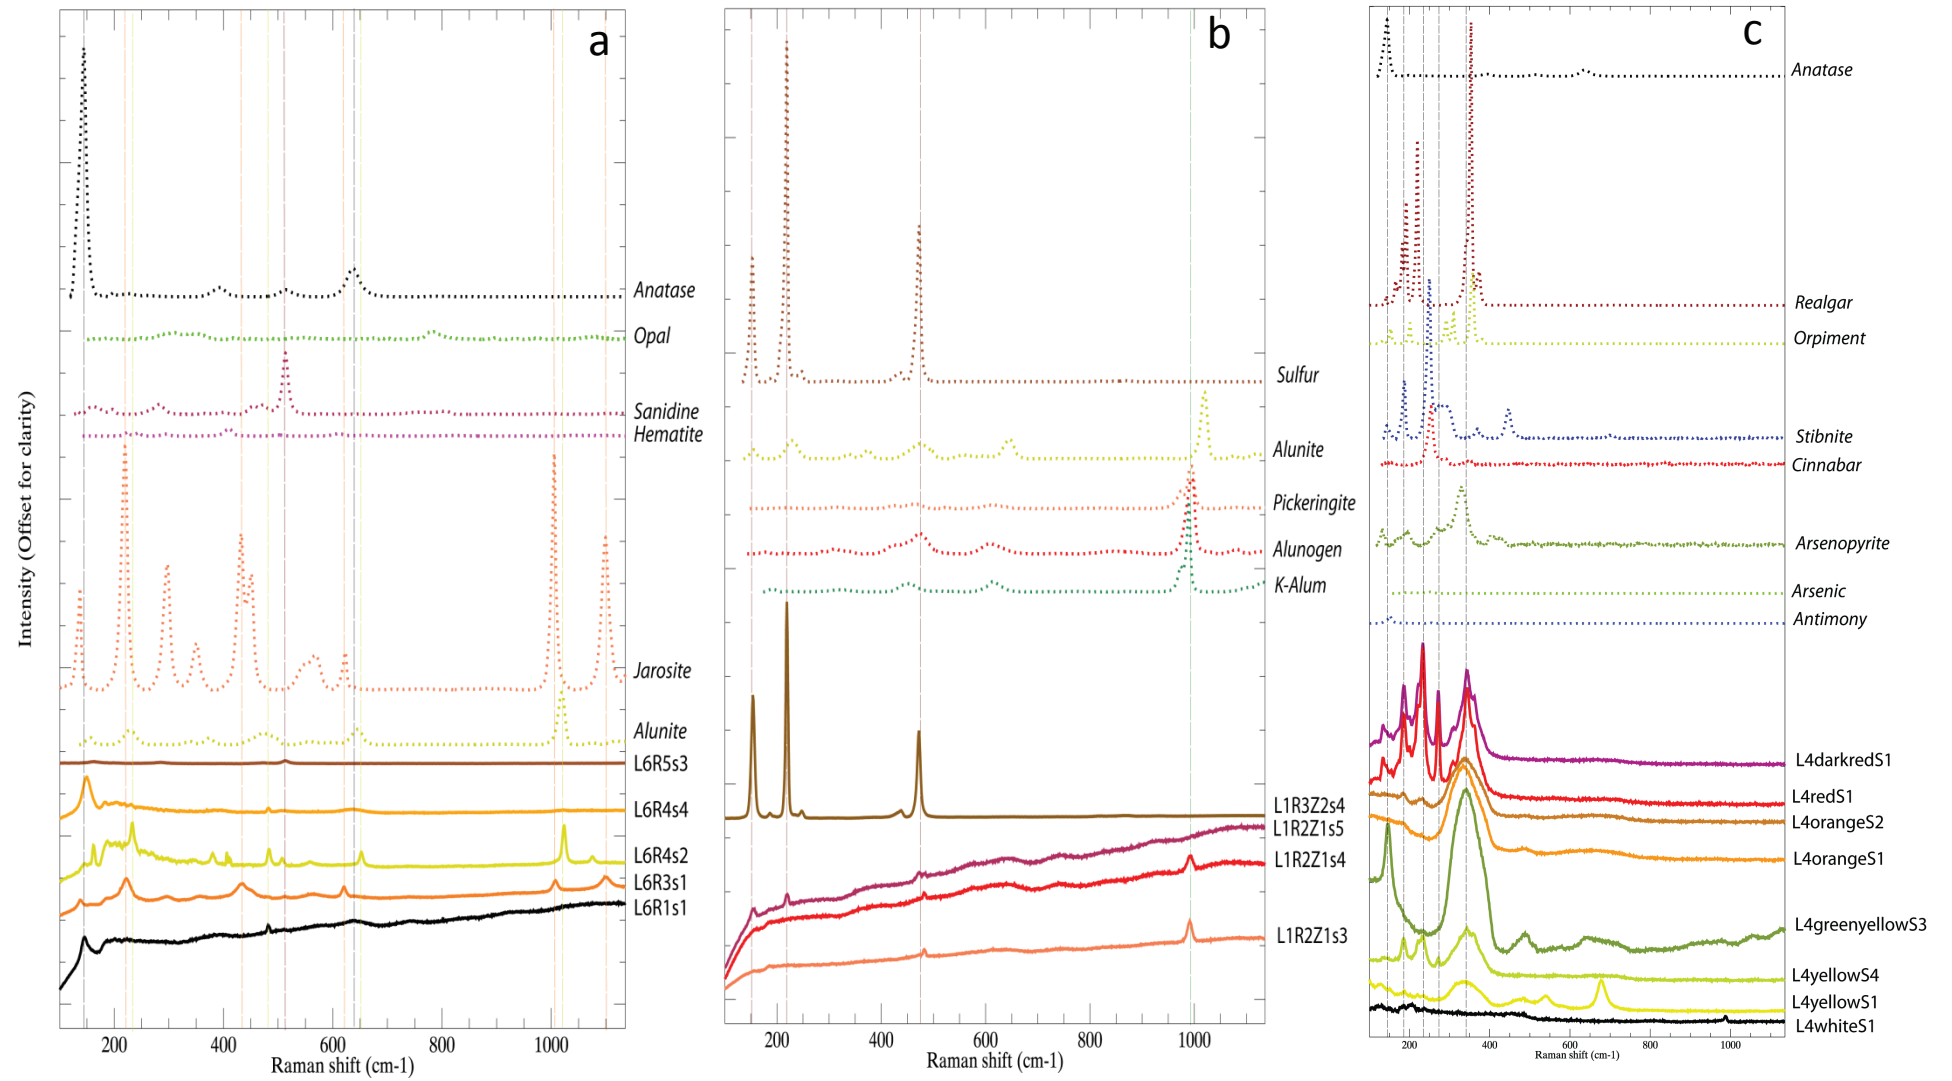 a
Intensity (Offset for clarity)
Anatase
Opal
Sanidine
Hematite
Jarosite
Alunite
L6R5s3
L6R4s4
L6R4s2
L6R3s1
L6R1s1
200 400 600 800 1000
Raman shift (cm-1)
b
Sulfur
Alunite
Pickeringite
Alunogen
K-Alum
L1R3Z2s4
L1R2Z1s5
L1R2Z1s4
L1R2Z1s3
200 400 600 800 1000
Raman shift (cm-1)
c
Anatase
Realgar
Orpiment
Stibnite
Cinnabar
Arsenopyrite
Arsenic
Antimony
L4darkredS1
L4redS1
L4orangeS2
L4orangeS1
L4greenyellowS3
L4yellowS4
L4yellowS1
L4whiteS1
200 400 600 800 1000
Raman shift (cm-1)